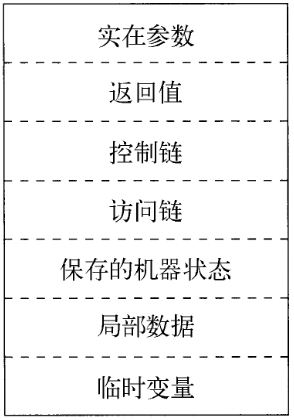 实在参数
返回值
控制链
访问链
保存的机器状态
局部数据
临时变量